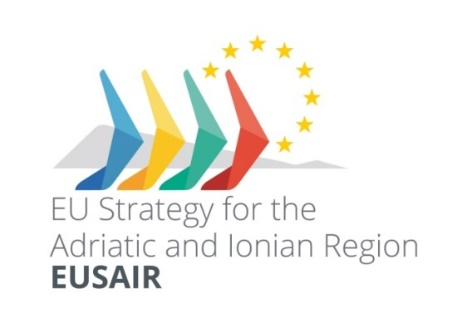 EU Strategy for the
Adriatic and Ionian Region
EUSAIR